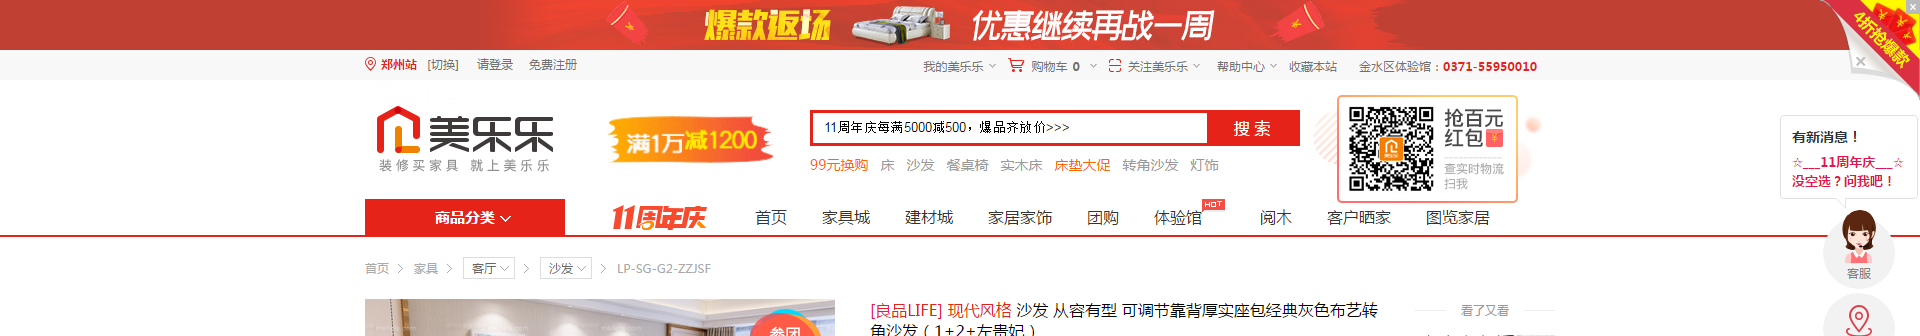 爆款返场 优惠继续再战一周
4折抢爆款
郑州站 [切换] 请登录 免费注册 我的美乐乐 购物车 0 关注美乐乐 帮助中心 收藏本站 金水区体验馆：0371-55950010
美乐乐
装修买家具 就上美乐乐
满1万减1200
11周年庆每满5000减500，爆品齐放价>>> 搜 索
99元换购 床 沙发 餐桌椅 实木床 床垫大促 转角沙发 灯饰
抢百元
红包
查实时物流
扫我
有新消息！
☆___11周年庆___☆
没空选？问我吧！
客服
商品分类 11周年庆 首页 家具城 建材城 家居家饰 团购 体验馆 HOT 阅木 客户晒家 图览家居
首页 家具 客厅 沙发 LP-SG-G2-ZZJSF
参团
[良品LIFE] 现代风格 沙发 从容有型 可调节靠背厚实座包经典灰色布艺转
角沙发（1+2+左贵妃）
看了又看